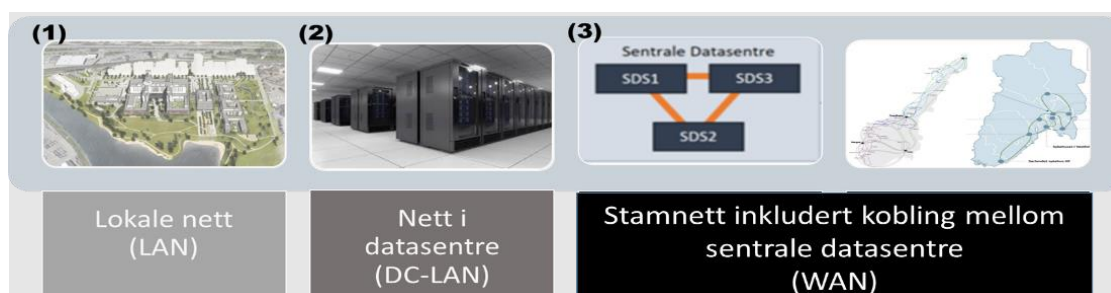 (1)
(2)
(3)
Sentrale Datasentre
SDS1
SDS3
SDS2
Lokale nett
(LAN)
Nett i
datasentre
(DC-LAN)
Stamnett inkludert kobling mellom
sentrale datasentre
(WAN)